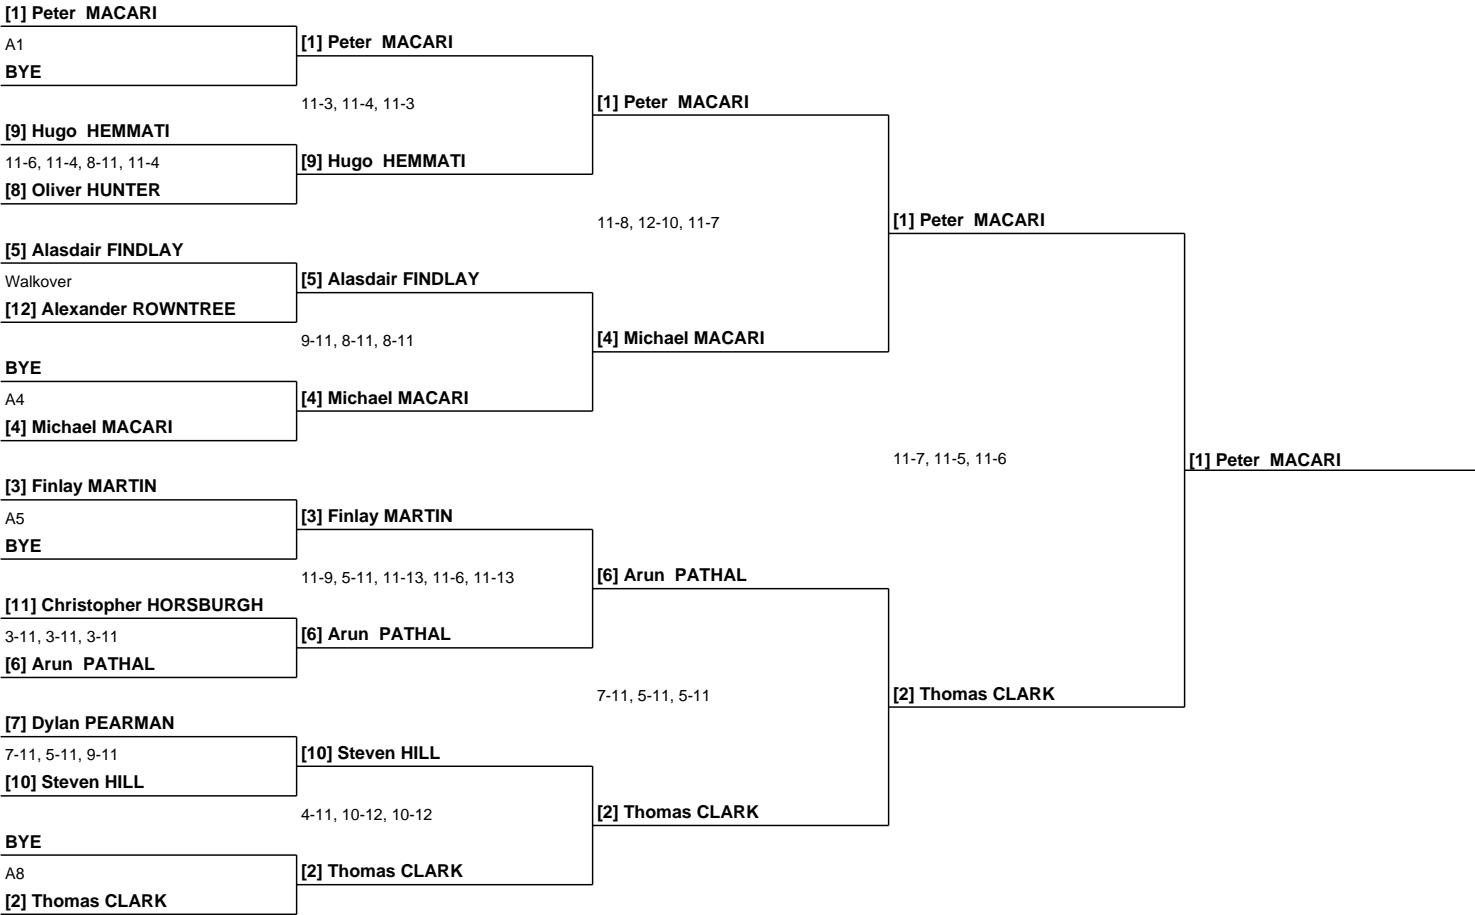 [1] Peter  MACARI
A1
BYE
[9] Hugo  HEMMATI
11-6, 11-4, 8-11, 11-4
[8] Oliver HUNTER
[5] Alasdair FINDLAY
Walkover
[12] Alexander ROWNTREE
BYE
A4
[4] Michael MACARI
[3] Finlay MARTIN
A5
BYE
[11] Christopher HORSBURGH
3-11, 3-11, 3-11
[6] Arun  PATHAL
[7] Dylan PEARMAN
7-11, 5-11, 9-11
[10] Steven HILL
BYE
A8
[2] Thomas CLARK
[1] Peter  MACARI
11-3, 11-4, 11-3
[9] Hugo  HEMMATI
[5] Alasdair FINDLAY
9-11, 8-11, 8-11
[4] Michael MACARI
[3] Finlay MARTIN
11-9, 5-11, 11-13, 11-6, 11-13
[6] Arun  PATHAL
[10] Steven HILL
4-11, 10-12, 10-12
[2] Thomas CLARK
[1] Peter  MACARI
11-8, 12-10, 11-7
[4] Michael MACARI
[6] Arun  PATHAL
7-11, 5-11, 5-11
[2] Thomas CLARK
[1] Peter  MACARI
11-7, 11-5, 11-6
[2] Thomas CLARK
[1] Peter  MACARI